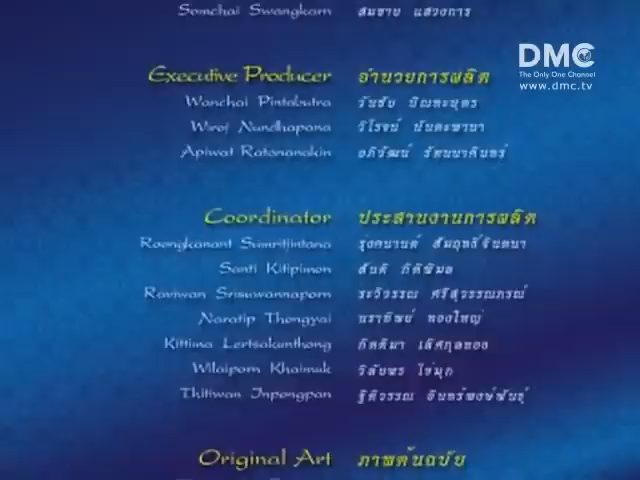 Somchai Swangkarn สมชาย แสวงการ
DMC
The Only One Channel
www.dmc.tv
Executive Producer อำนวยการผลิต
Wanchai Pintabutra วันชัย ปิณฑะบุตร
Wiroj Nundhapana วิโรจน์ นันทะพานา
Apiwat Ratananakin อภิวัฒน์ รัตนนาคินทร์
Coordinator ประสานงานการผลิต
Roongkanant Sumritjintana รุ่งคนานต์ สัมฤทธิ์จินตนา
Santi Kitipimon สันติ กิติพิมล
Raviwan Srisuwannaporn ระวิวรรณ ศรีสุวรรณภรณ์
Naratip Thongyai นราทิพย์ ทองใหญ่
Kittima Lertsakunthong กิตติมา เลิศกุลทอง
Wilaiporn Khaimuk วิลัยพร ไข่มุก
Thitiwan Inpongpan ฐิติวรรณ อินทร์พงษ์พันธุ์
Original Art ภาพต้นฉบับ